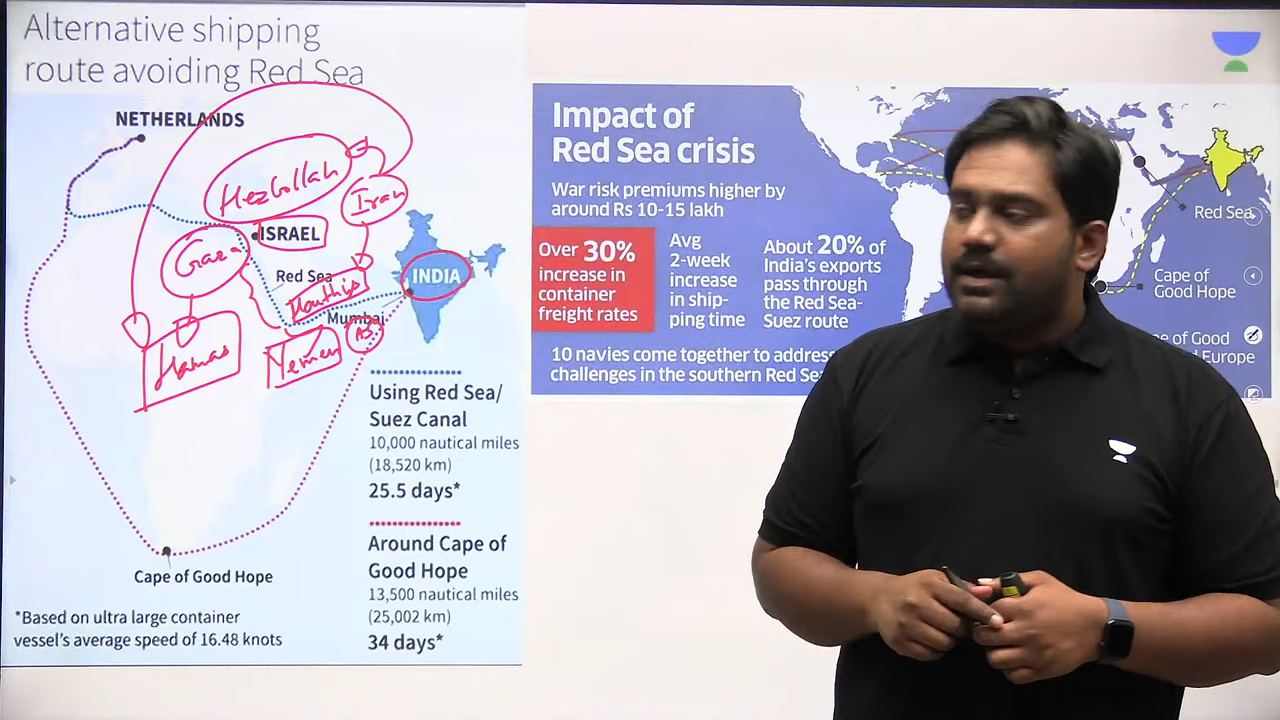 Alternative shipping
route avoiding Red Sea
NETHERLANDS
Hezbollah
Iran
ISRAEL
Gaza
Red Sea
Houthis
INDIA
Mumbai
Hamas
Yemen
Using Red Sea/
Suez Canal
10,000 nautical miles
(18,520 km)
25.5 days*
Around Cape of
Good Hope
13,500 nautical miles
(25,002 km)
34 days*
Cape of Good Hope
*Based on ultra large container
vessel's average speed of 16.48 knots
Impact of
Red Sea crisis
War risk premiums higher by
around Rs 10-15 lakh
Over 30%
increase in
container
freight rates
Avg
2-week
increase
in ship-
ping time
About 20% of
India's exports
pass through
the Red Sea-
Suez route
10 navies come together to address
challenges in the southern Red Sea
Red Sea
Cape of
Good Hope
of Good
Europe